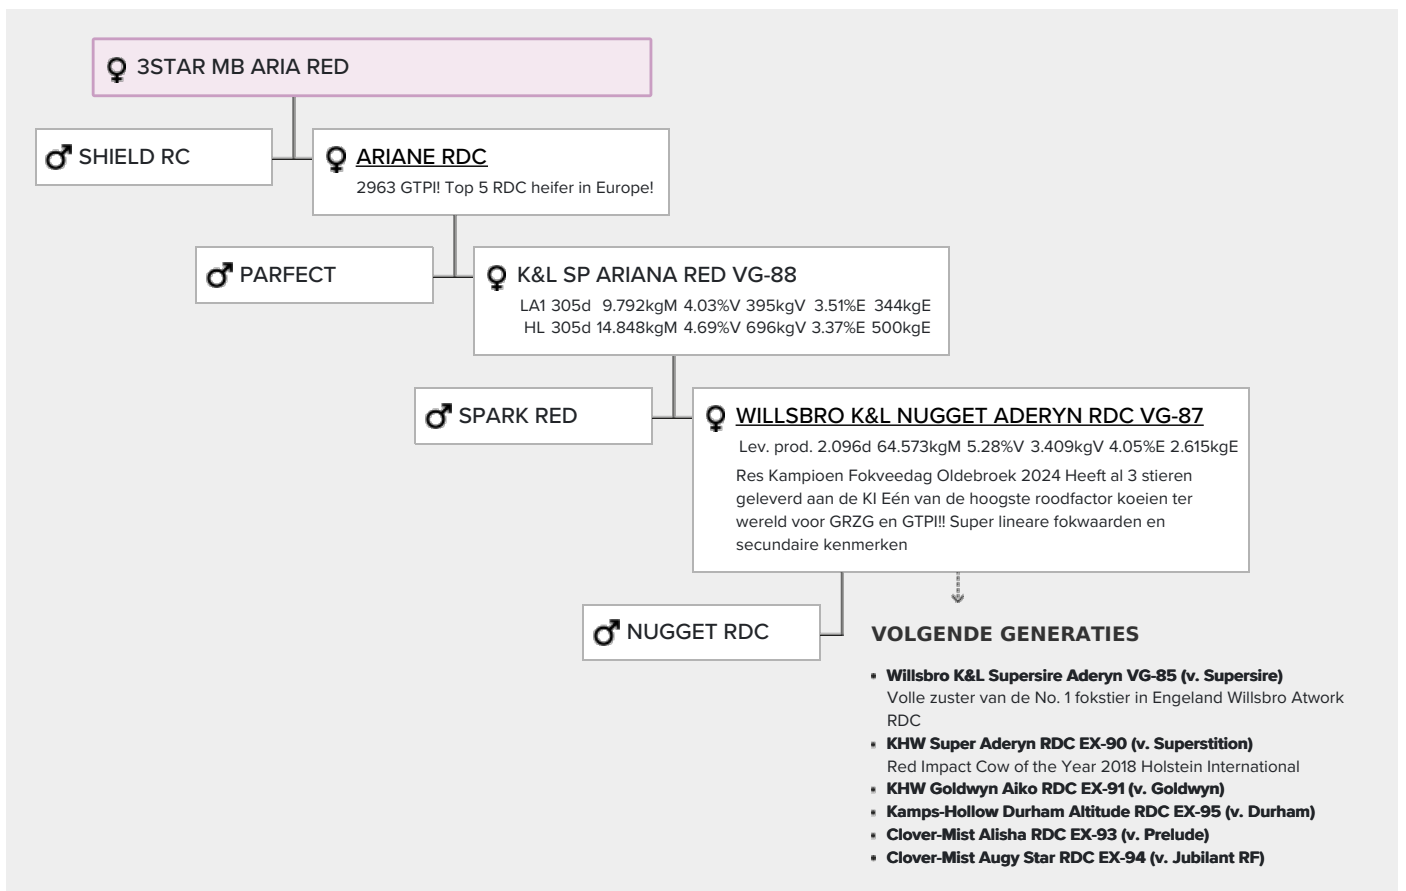 3STAR MB ARIA RED
SHIELD RC
ARIANE RDC
2963 GTPI! Top 5 RDC heifer in Europe!
PARFECT
K&L SP ARIANA RED VG-88
LA1 305d 9.792kgM 4.03%V 395kgV 3.51%E 344kgE
HL 305d 14.848kgM 4.69%V 696kgV 3.37%E 500kgE
SPARK RED
WILLSBRO K&L NUGGET ADERYN RDC VG-87
Lev. prod. 2.096d 64.573kgM 5.28%V 3.409kgV 4.05%E 2.615kgE
Res Kampioen Fokveedag Oldebroek 2024 Heeft al 3 stieren
geleverd aan de KI Eén van de hoogste roodfactor koeien ter
wereld voor GRZG en GTPI!! Super lineare fokwaarden en
secundaire kenmerken
NUGGET RDC
VOLGENDE GENERATIES
Willsbro K&L Supersire Aderyn VG-85 (v. Supersire)
Volle zuster van de No. 1 fokstier in Engeland Willsbro Atwork
RDC
KHW Super Aderyn RDC EX-90 (v. Superstition)
Red Impact Cow of the Year 2018 Holstein International
KHW Goldwyn Aiko RDC EX-91 (v. Goldwyn)
Kamps-Hollow Durham Altitude RDC EX-95 (v. Durham)
Clover-Mist Alisha RDC EX-93 (v. Prelude)
Clover-Mist Augy Star RDC EX-94 (v. Jubilant RF)